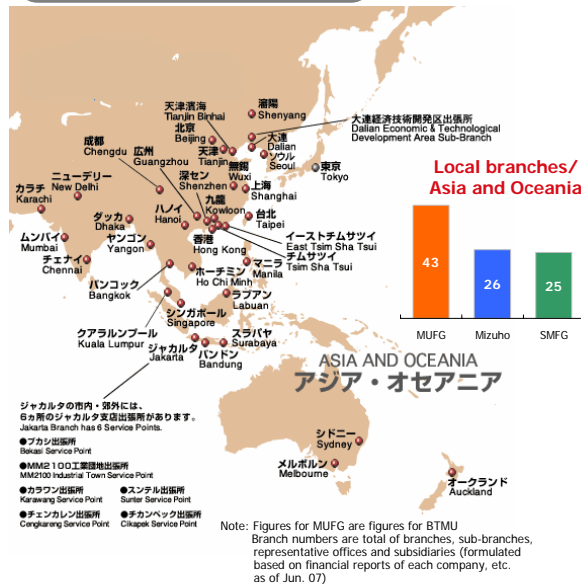 瀋陽
Shenyang
天津濱海
Tianjin Binhai
北京
Beijing
天津
Tianjin
大連経済技術開発区出張所
Dalian Economic & Technological
Development Area Sub-Branch
大連
Dalian
ソウル
Seoul
成都
Chengdu
広州
Guangzhou
無錫
Wuxi
東京
Tokyo
深セン
Shenzhen
上海
Shanghai
ニューデリー
New Delhi
カラチ
Karachi
九龍
Kowloon
ハノイ
Hanoi
台北
Taipei
ダッカ
Dhaka
香港
Hong Kong
イーストチムサツイ
East Tsim Sha Tsui
チムサツイ
Tsim Sha Tsui
ムンバイ
Mumbai
ヤンゴン
Yangon
チェンナイ
Chennai
バンコック
Bangkok
ホーチミン
Ho Chi Minh
マニラ
Manila
ラブアン
Labuan
シンガポール
Singapore
クアラルンプール
Kuala Lumpur
スラバヤ
Surabaya
ジャカルタ
Jakarta
バンドン
Bandung
Local branches/
Asia and Oceania
43
26
25
MUFG
Mizuho
SMFG
ASIA AND OCEANIA
アジア・オセアニア
ジャカルタの市内・郊外には、
6ヵ所のジャカルタ支店出張所があります。
Jakarta Branch has 6 Service Points.
●ブカシ出張所
Bekasi Service Point
●MM2100工業団地出張所
MM2100 Industrial Town Service Point
●カラワン出張所
Karawang Service Point
●スンテル出張所
Sunter Service Point
●チェンカレン出張所
Cengkareng Service Point
●チカンペック出張所
Cikapek Service Point
シドニー
Sydney
メルボルン
Melbourne
オークランド
Auckland
Note: Figures for MUFG are figures for BTMU
Branch numbers are total of branches, sub-branches,
representative offices and subsidiaries (formulated
based on financial reports of each company, etc.
as of Jun. 07)